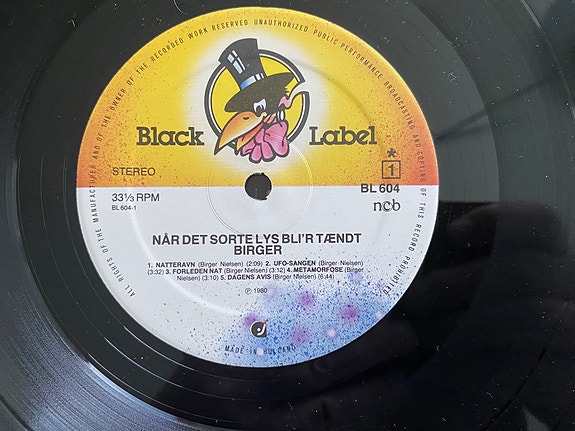 ALL RIGHTS OF THE MANUFACTURER AND OF THE OWNER OF THE RECORDED WORK RESERVED UNAUTHORIZED PUBLIC PERFORMANCE BROADCASTING AND COPYING OF THIS RECORD PROHIBITED
Black Label
STEREO
*
1
33⅓ RPM
BL 604
BL 604-1
ncb
NÅR DET SORTE LYS BLI'R TÆNDT
BIRGER
1. NATTERAVN (Birger Nielsen) (2:09) 2. UFO-SANGEN (Birger Nielsen)
(3:32) 3. FORLEDEN NAT (Birger Nielsen) (3:12) 4. METAMORFOSE (Birger
Nielsen) (3:10) 5. DAGENS AVIS (Birger Nielsen) (6:44)
℗ 1980
MADE IN HOLLAND